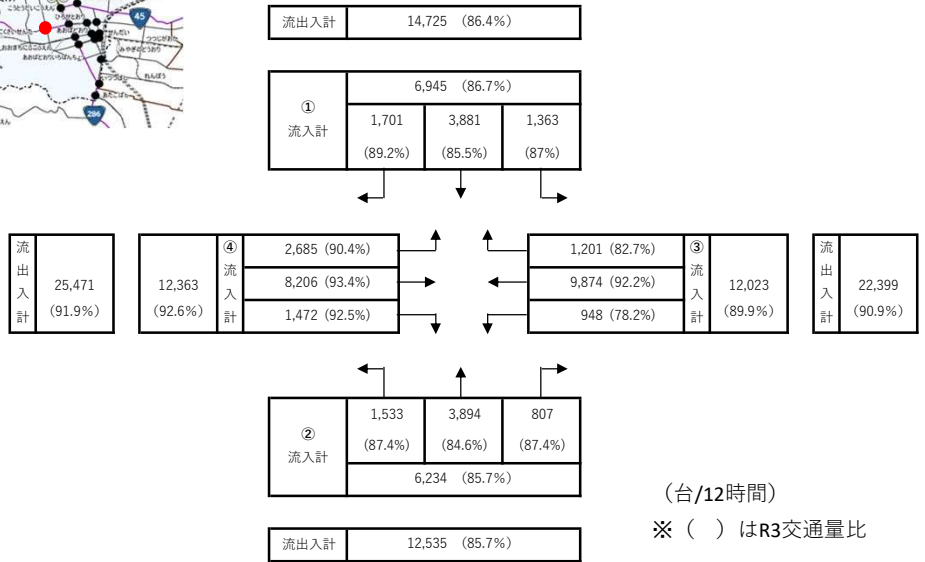 45
286
流出入計 14,725 (86.4%)
① 流入計
6,945 (86.7%)
1,701 3,881 1,363
(89.2%) (85.5%) (87%)
流出入計
25,471
(91.9%)
12,363
(92.6%)
④流入計
2,685 (90.4%)
8,206 (93.4%)
1,472 (92.5%)
1,201 (82.7%)
9,874 (92.2%)
948 (78.2%)
③流入計
12,023
(89.9%)
流出入計
22,399
(90.9%)
② 流入計
1,533 3,894 807
(87.4%) (84.6%) (87.4%)
6,234 (85.7%)
流出入計 12,535 (85.7%)
（台/12時間）
※（ ）はR3交通量比